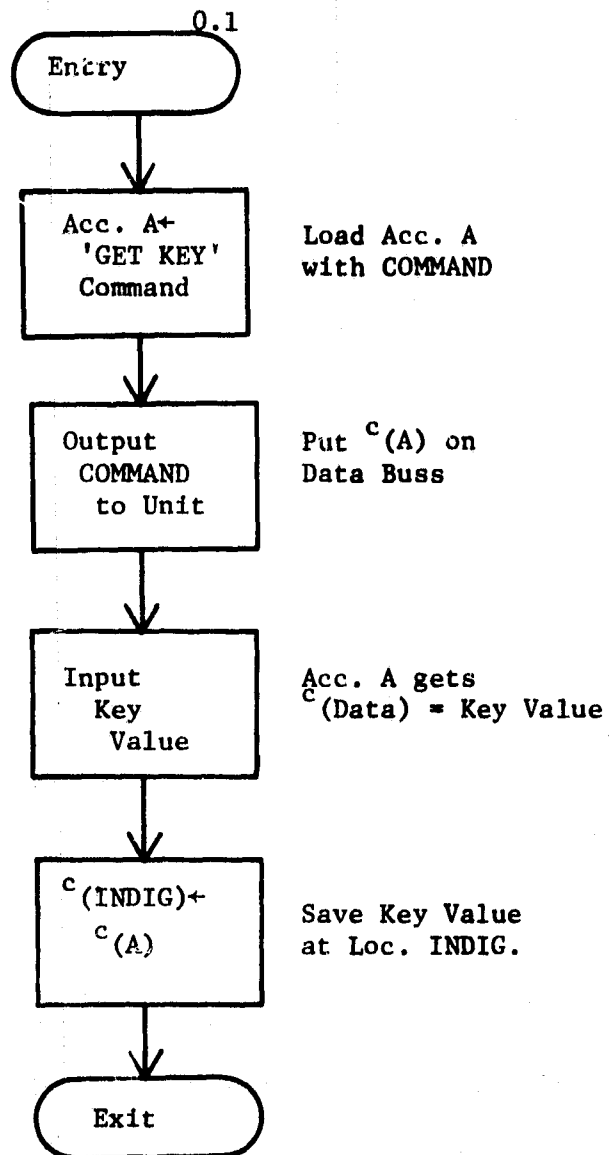 0.1
Entry
Acc. A←
'GET KEY'
Command
Load Acc. A
with COMMAND
Output
COMMAND
to Unit
Put c(A) on
Data Buss
Input
Key
Value
Acc. A gets
c(Data) = Key Value
c(INDIG)←
c(A)
Save Key Value
at Loc. INDIG.
Exit